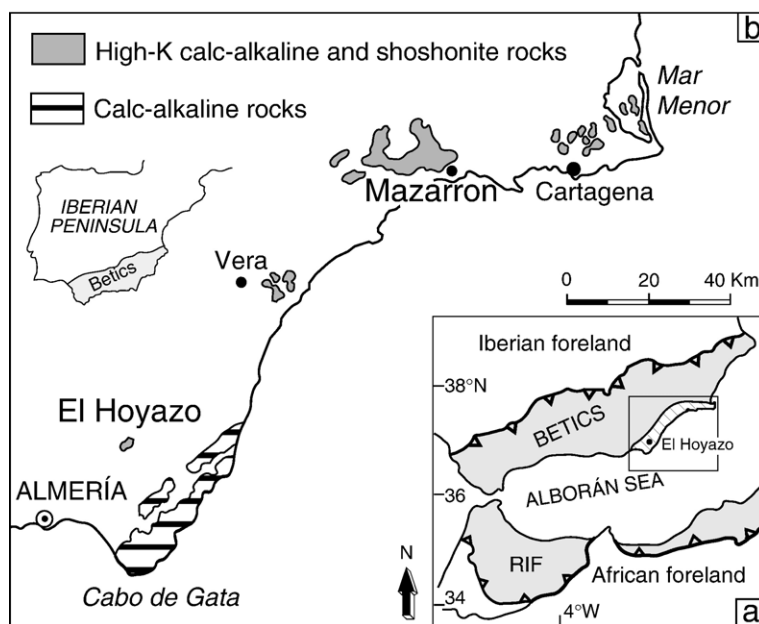 b
High-K calc-alkaline and shoshonite rocks
Calc-alkaline rocks
Mar
Menor
Mazarron
Cartagena
IBERIAN
PENINSULA
Betics
Vera
0 20 40 Km
El Hoyazo
ALMERÍA
Cabo de Gata
Iberian foreland
38°N
BETICS
El Hoyazo
ALBORÁN SEA
36
N
RIF
African foreland
34
4°W
a